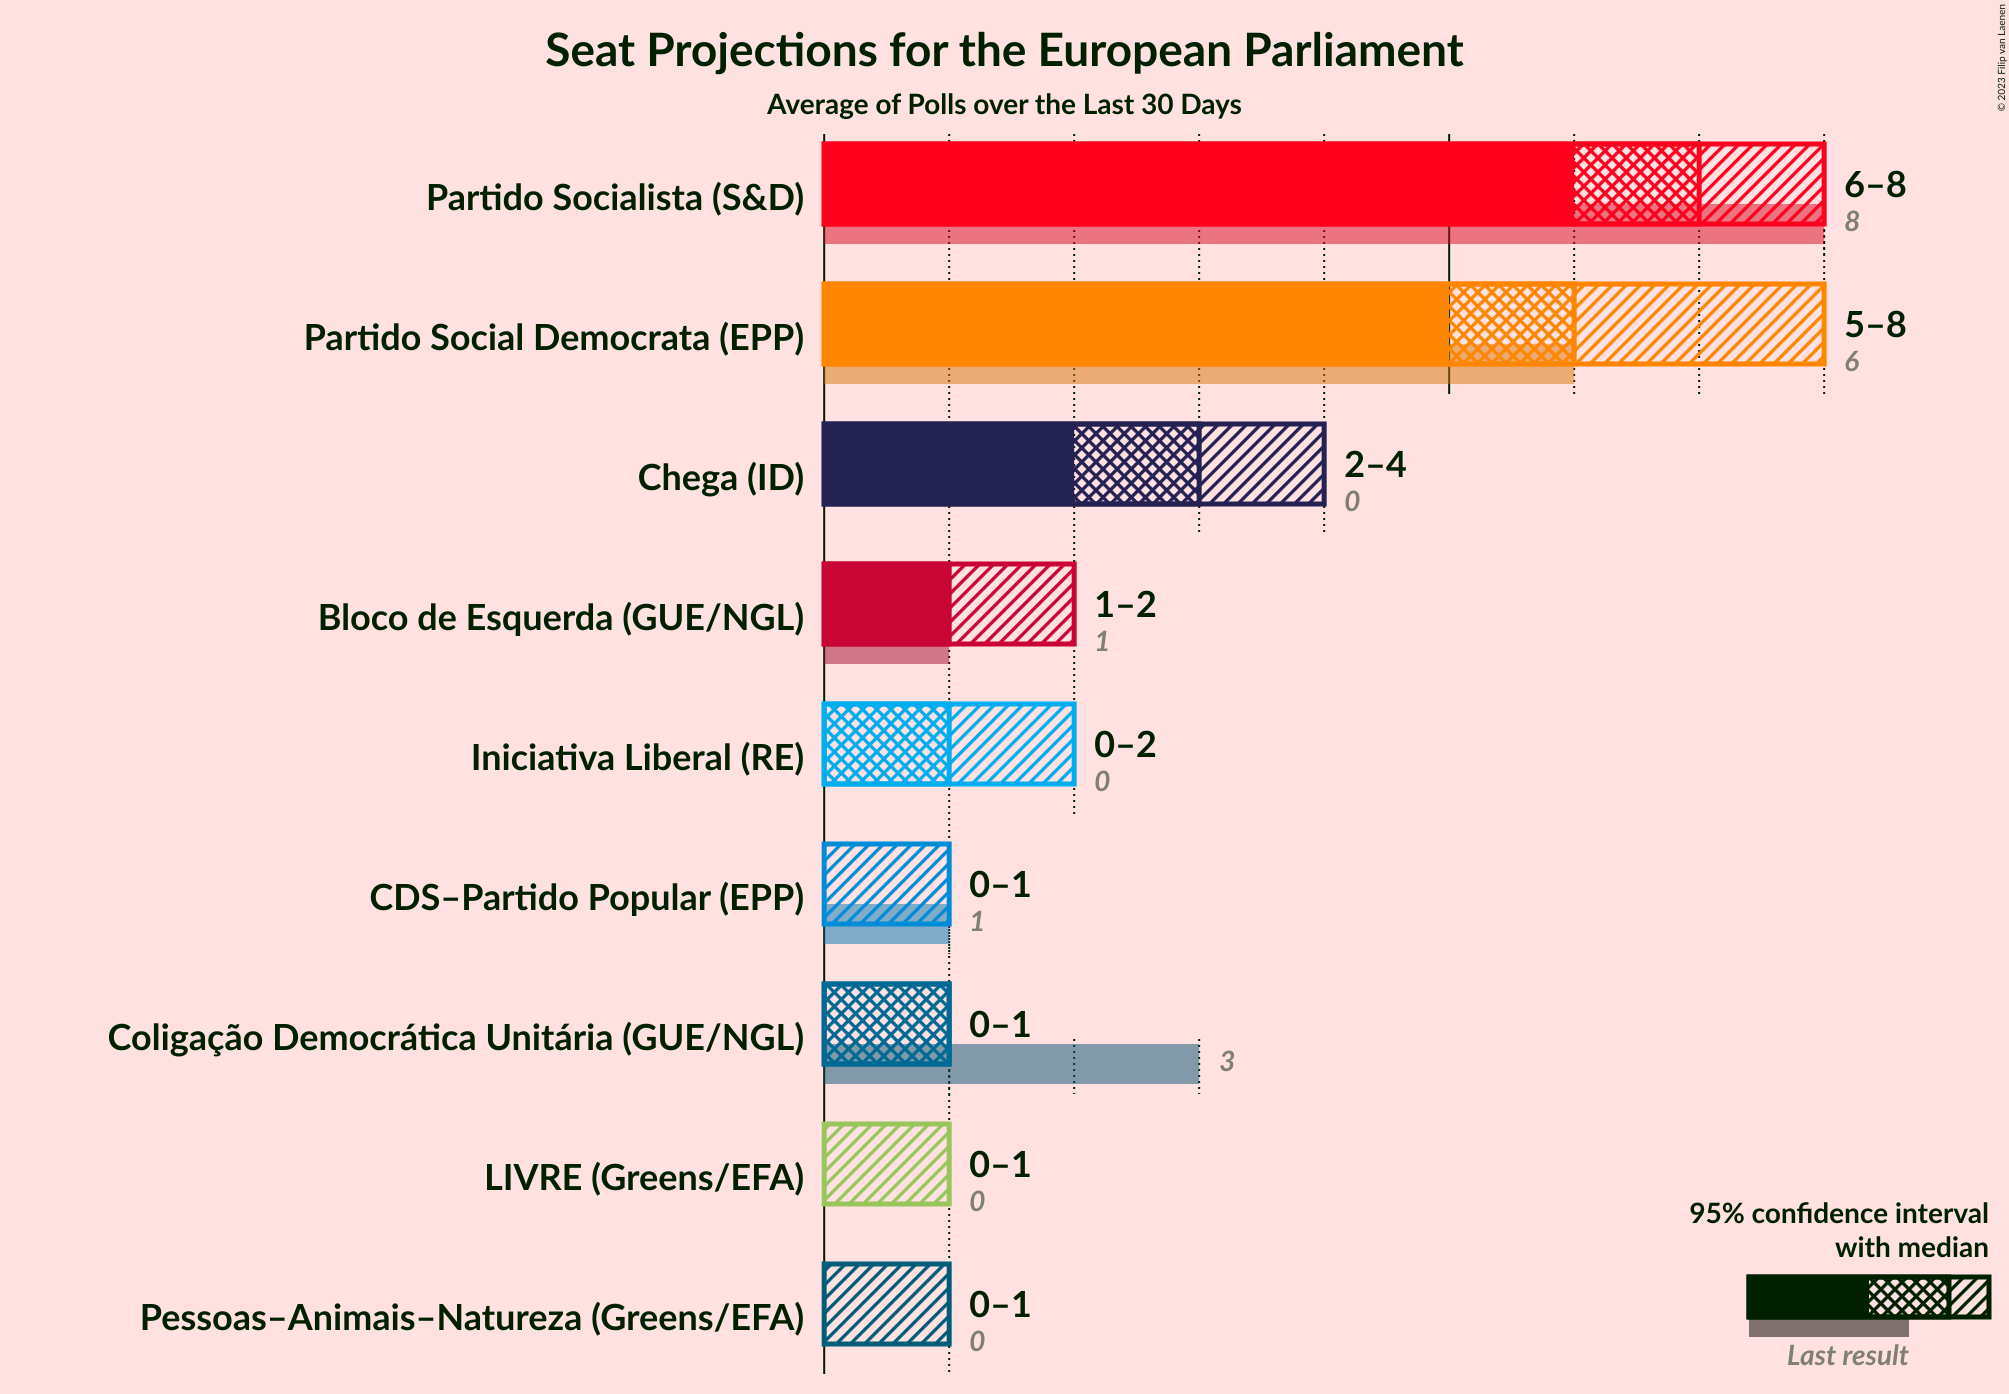 Seat Projections for the European Parliament
Average of Polls over the Last 30 Days
© 2023 Filip van Laenen
Partido Socialista (S&D)
6–8
8
Partido Social Democrata (EPP)
5–8
6
Chega (ID)
2–4
0
Bloco de Esquerda (GUE/NGL)
1–2
1
Iniciativa Liberal (RE)
0–2
0
CDS–Partido Popular (EPP)
0–1
1
Coligação Democrática Unitária (GUE/NGL)
0–1
3
LIVRE (Greens/EFA)
0–1
0
Pessoas–Animais–Natureza (Greens/EFA)
0–1
0
95% confidence interval
with median
Last result